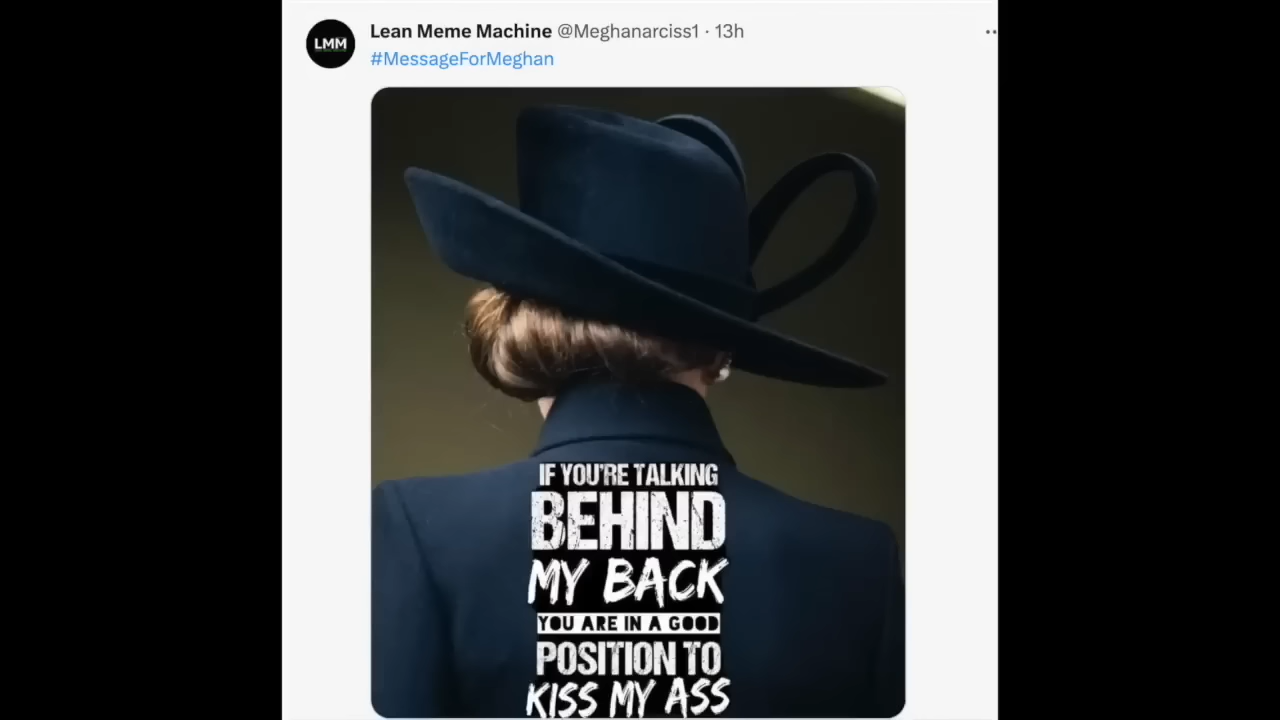 LMM
Lean Meme Machine @Meghanarciss1 · 13h
#MessageForMeghan
IF YOU'RE TALKING
BEHIND
MY BACK
YOU ARE IN A GOOD
POSITION TO
KISS MY ASS